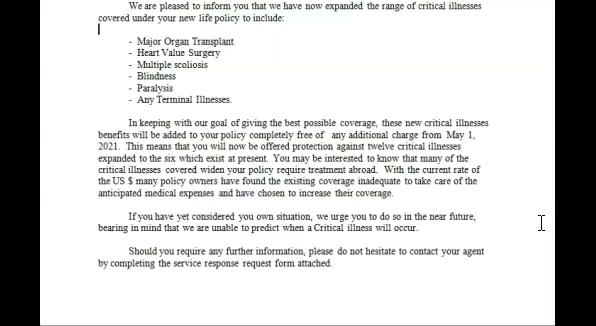 We are pleased to inform you that we have now expanded the range of critical illnesses
covered under your new life policy to include:
- Major Organ Transplant
- Heart Value Surgery
- Multiple scoliosis
- Blindness
- Paralysis
- Any Terminal Illnesses.
In keeping with our goal of giving the best possible coverage, these new critical illnesses
benefits will be added to your policy completely free of any additional charge from May 1,
2021. This means that you will now be offered protection against twelve critical illnesses
expanded to the six which exist at present. You may be interested to know that many of the
critical illnesses covered widen your policy require treatment abroad. With the current rate of
the US $ many policy owners have found the existing coverage inadequate to take care of the
anticipated medical expenses and have chosen to increase their coverage.
If you have yet considered you own situation, we urge you to do so in the near future,
bearing in mind that we are unable to predict when a Critical illness will occur.
Should you require any further information, please do not hesitate to contact your agent
by completing the service response request form attached.